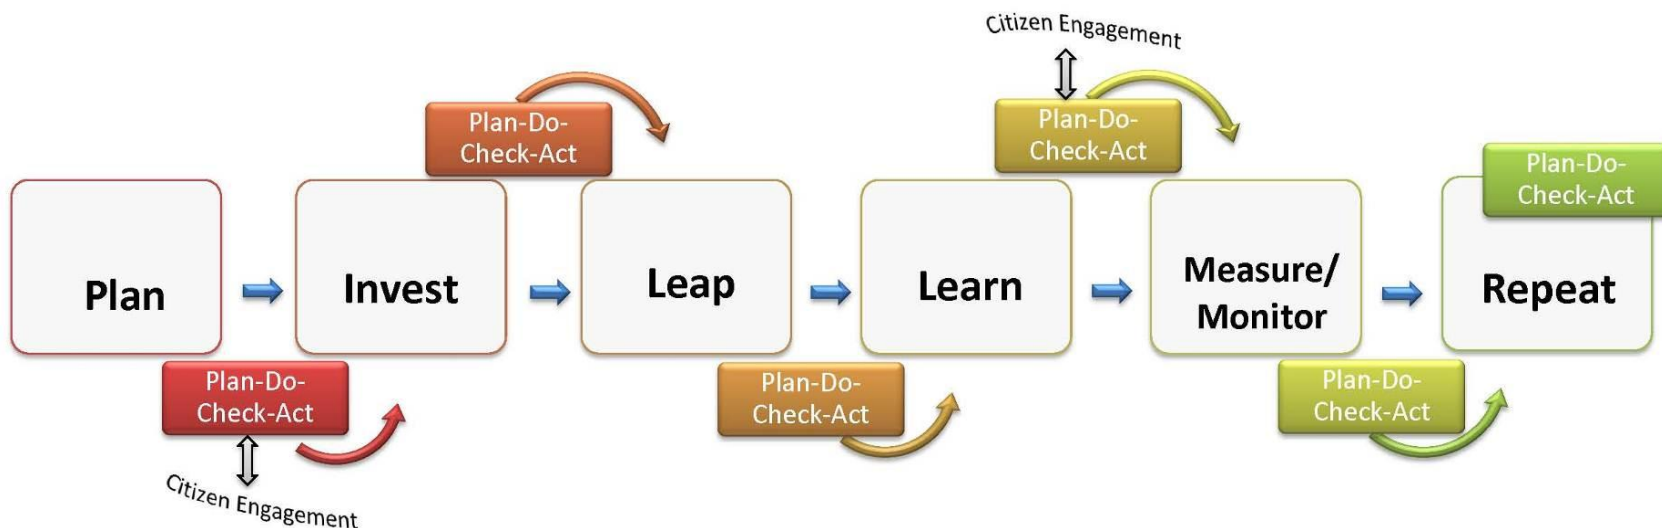 Citizen Engagement
Plan-Do-
Check-Act
Plan-Do-
Check-Act
Plan-Do-
Check-Act
Plan
Invest
Leap
Learn
Measure/
Monitor
Repeat
Plan-Do-
Check-Act
Plan-Do-
Check-Act
Plan-Do-
Check-Act
Citizen Engagement